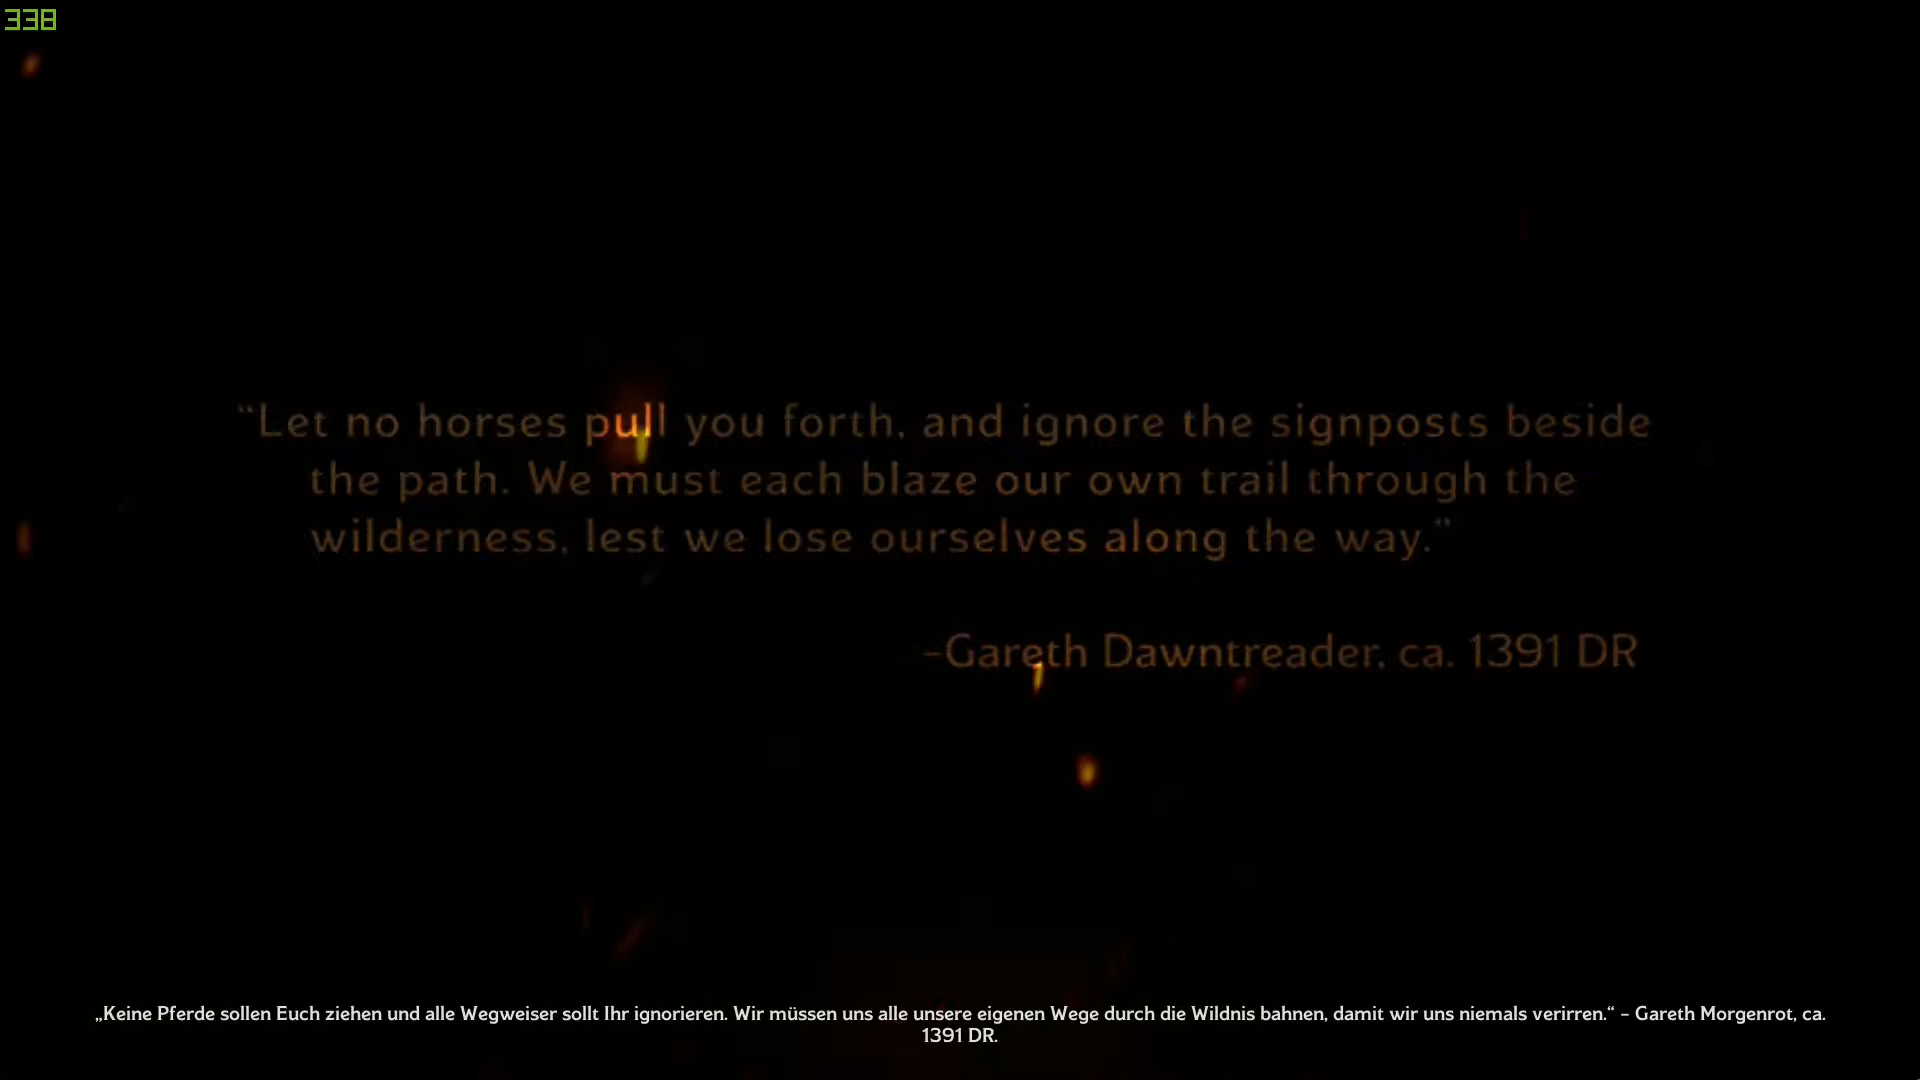 338
“Let no horses pull you forth, and ignore the signposts beside
the path. We must each blaze our own trail through the
wilderness, lest we lose ourselves along the way.”
–Gareth Dawntreader, ca. 1391 DR
„Keine Pferde sollen Euch ziehen und alle Wegweiser sollt Ihr ignorieren. Wir müssen uns alle unsere eigenen Wege durch die Wildnis bahnen, damit wir uns niemals verirren.“ – Gareth Morgenrot, ca.
1391 DR.